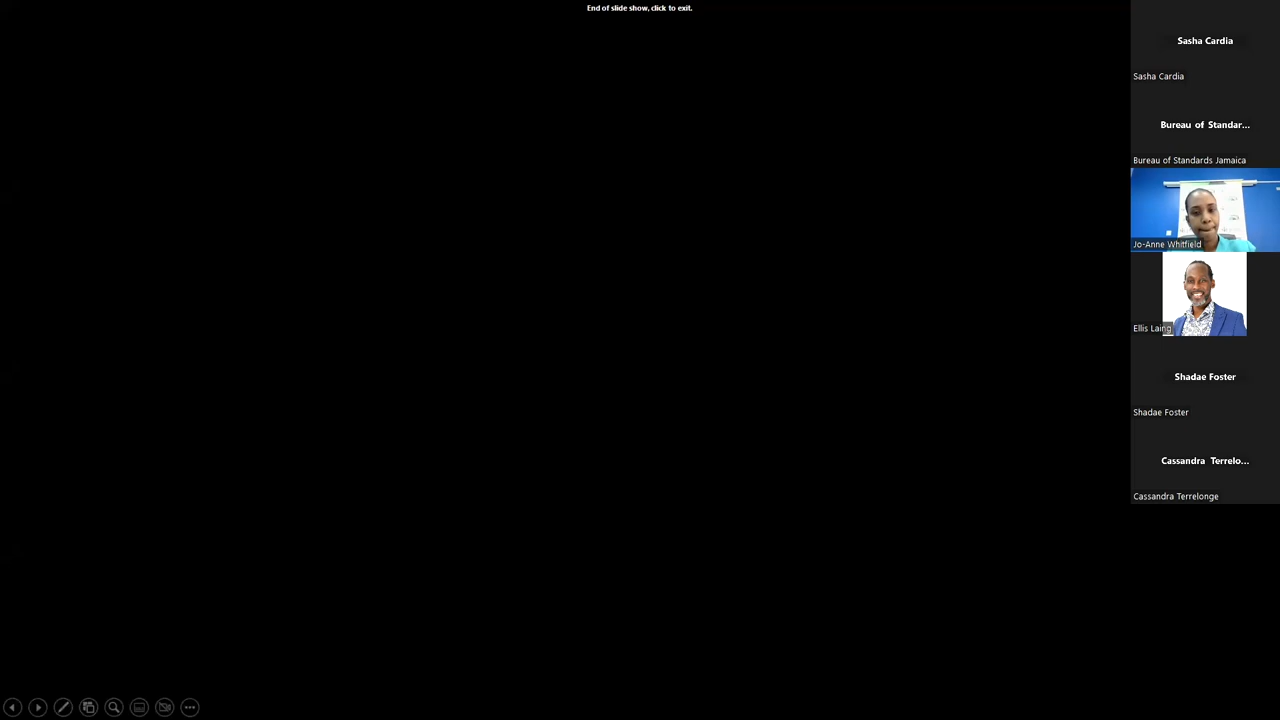 End of slide show, click to exit.
Sasha Cardia
Sasha Cardia
Bureau of Standar...
Bureau of Standards Jamaica
Jo-Anne Whitfield
Ellis Laing
Shadae Foster
Shadae Foster
Cassandra Terrelo...
Cassandra Terrelonge